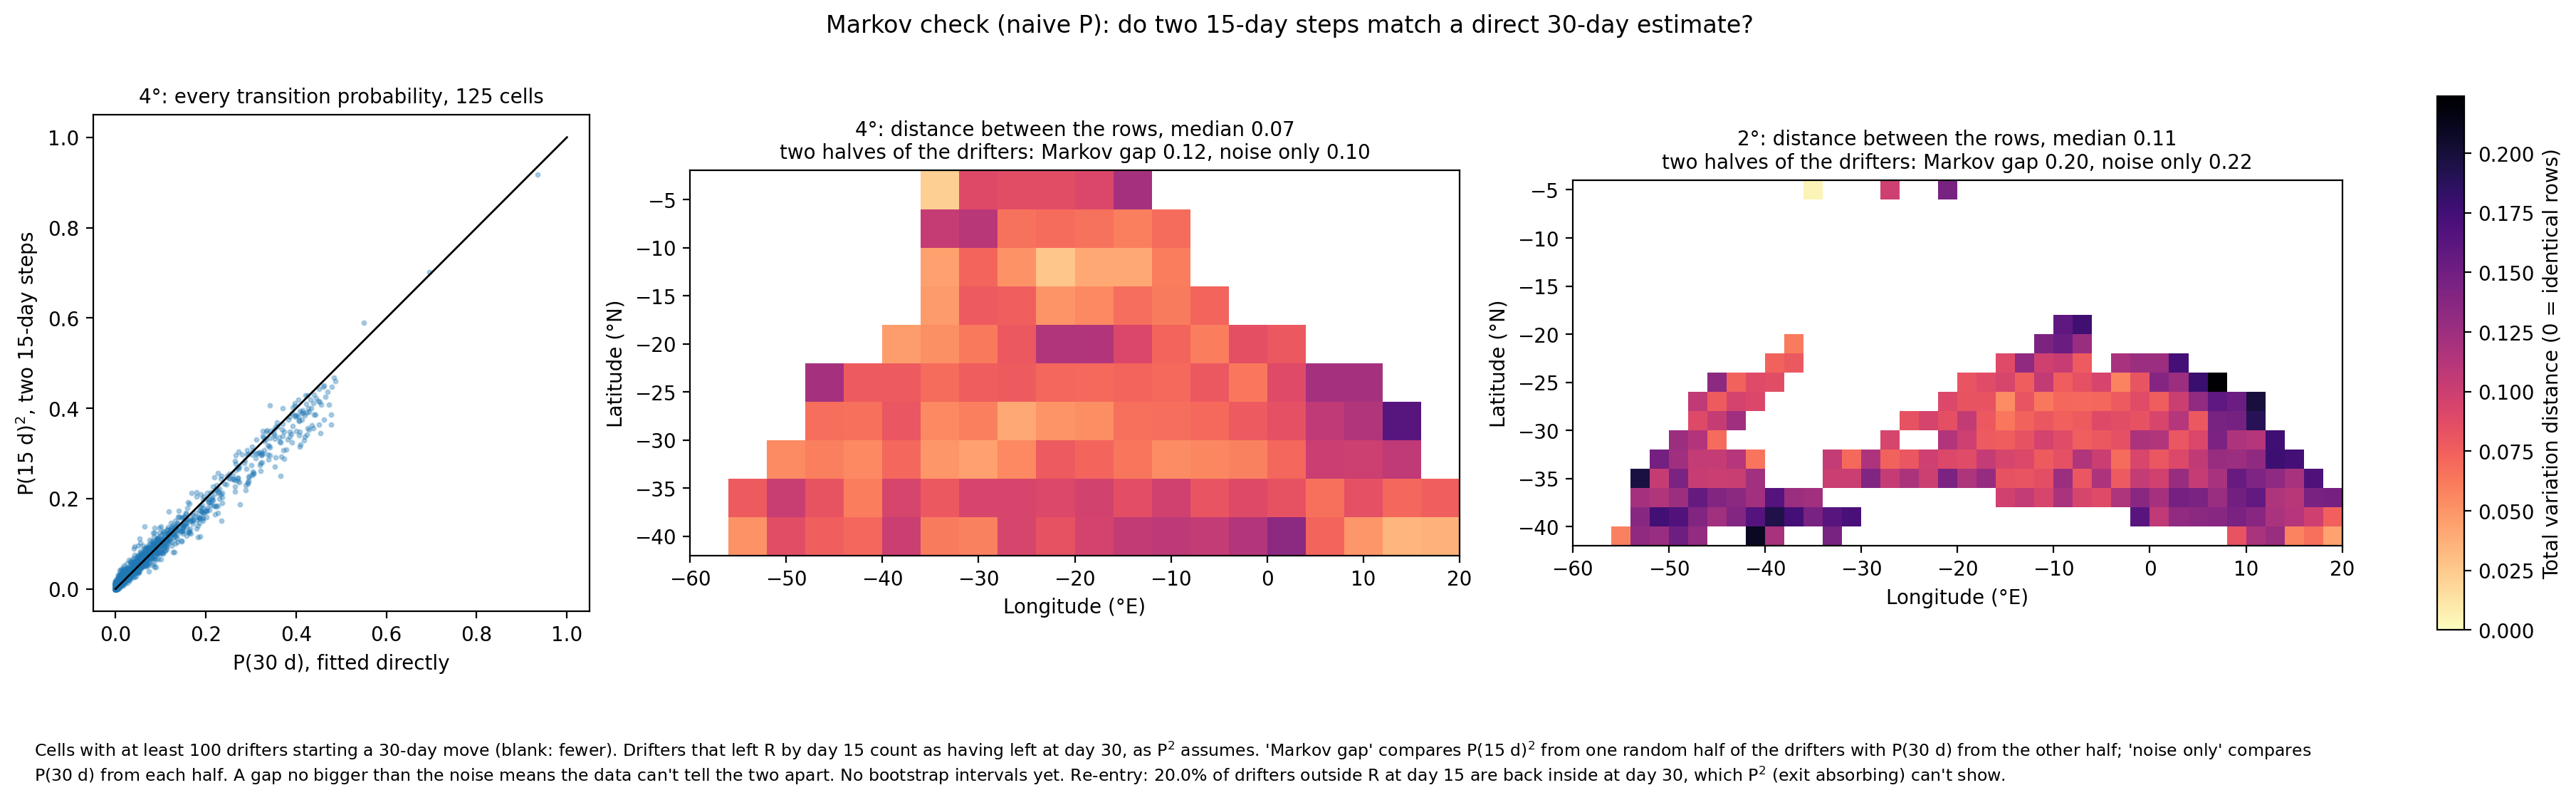 Markov check (naive P): do two 15-day steps match a direct 30-day estimate?
4°: every transition probability, 125 cells
1.0
0.8
0.6
0.4
0.2
0.0
P(15 d)², two 15-day steps
0.0 0.2 0.4 0.6 0.8 1.0
P(30 d), fitted directly
4°: distance between the rows, median 0.07
two halves of the drifters: Markov gap 0.12, noise only 0.10
−5
−10
−15
−20
−25
−30
−35
−40
Latitude (°N)
−60 −50 −40 −30 −20 −10 0 10 20
Longitude (°E)
2°: distance between the rows, median 0.11
two halves of the drifters: Markov gap 0.20, noise only 0.22
−5
−10
−15
−20
−25
−30
−35
−40
Latitude (°N)
−60 −50 −40 −30 −20 −10 0 10 20
Longitude (°E)
0.200
0.175
0.150
0.125
0.100
0.075
0.050
0.025
0.000
Total variation distance (0 = identical rows)
Cells with at least 100 drifters starting a 30-day move (blank: fewer). Drifters that left R by day 15 count as having left at day 30, as P² assumes. 'Markov gap' compares P(15 d)² from one random half of the drifters with P(30 d) from the other half; 'noise only' compares
P(30 d) from each half. A gap no bigger than the noise means the data can't tell the two apart. No bootstrap intervals yet. Re-entry: 20.0% of drifters outside R at day 15 are back inside at day 30, which P² (exit absorbing) can't show.